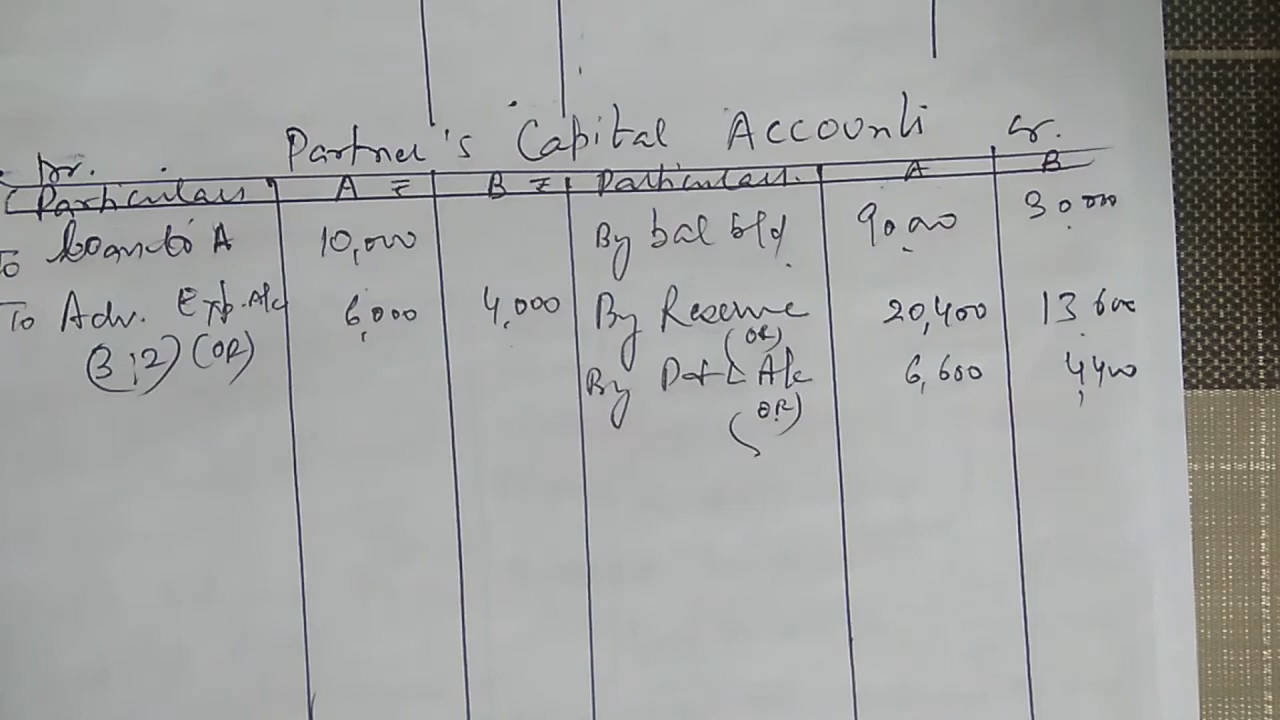 Partner's Capital Accounts
Dr. Cr.
Particulars A ₹ B ₹ Particulars. A B
To loan to A 10,000 By bal b/d 90,000 30,000
To Adv. Exp. A/c 6,000 4,000 By Reserve 20,400 13,600
(3:2) (OR) (OR)
By P&L A/c 6,600 4,400
(OR)